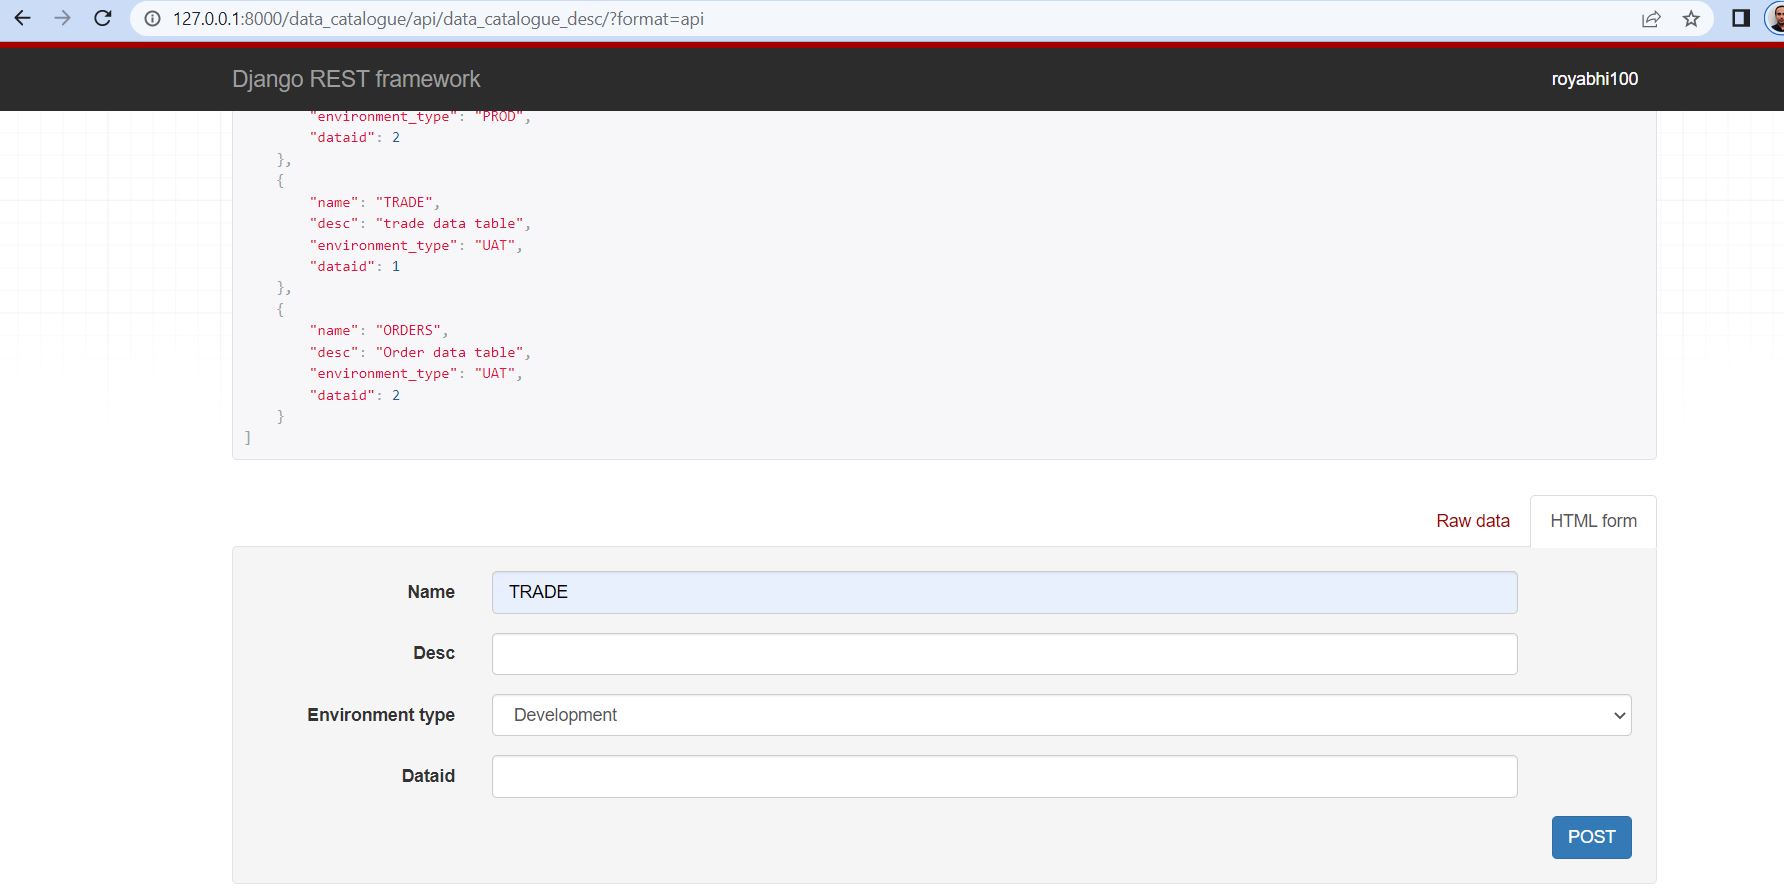 127.0.0.1:8000/data_catalogue/api/data_catalogue_desc/?format=api
Django REST framework
royabhi100
"environment_type": "PROD",
"dataid": 2
},
{
"name": "TRADE",
"desc": "trade data table",
"environment_type": "UAT",
"dataid": 1
},
{
"name": "ORDERS",
"desc": "Order data table",
"environment_type": "UAT",
"dataid": 2
}
]
Raw data
HTML form
Name
TRADE
Desc
Environment type
Development
Dataid
POST